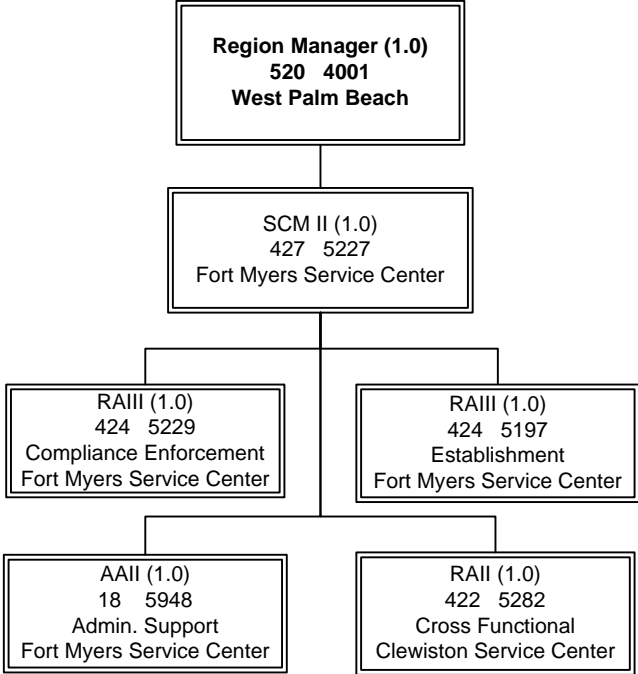 Region Manager (1.0)
520 4001
West Palm Beach
SCM II (1.0)
427 5227
Fort Myers Service Center
RAIII (1.0)
424 5229
Compliance Enforcement
Fort Myers Service Center
RAIII (1.0)
424 5197
Establishment
Fort Myers Service Center
AAII (1.0)
18 5948
Admin. Support
Fort Myers Service Center
RAII (1.0)
422 5282
Cross Functional
Clewiston Service Center